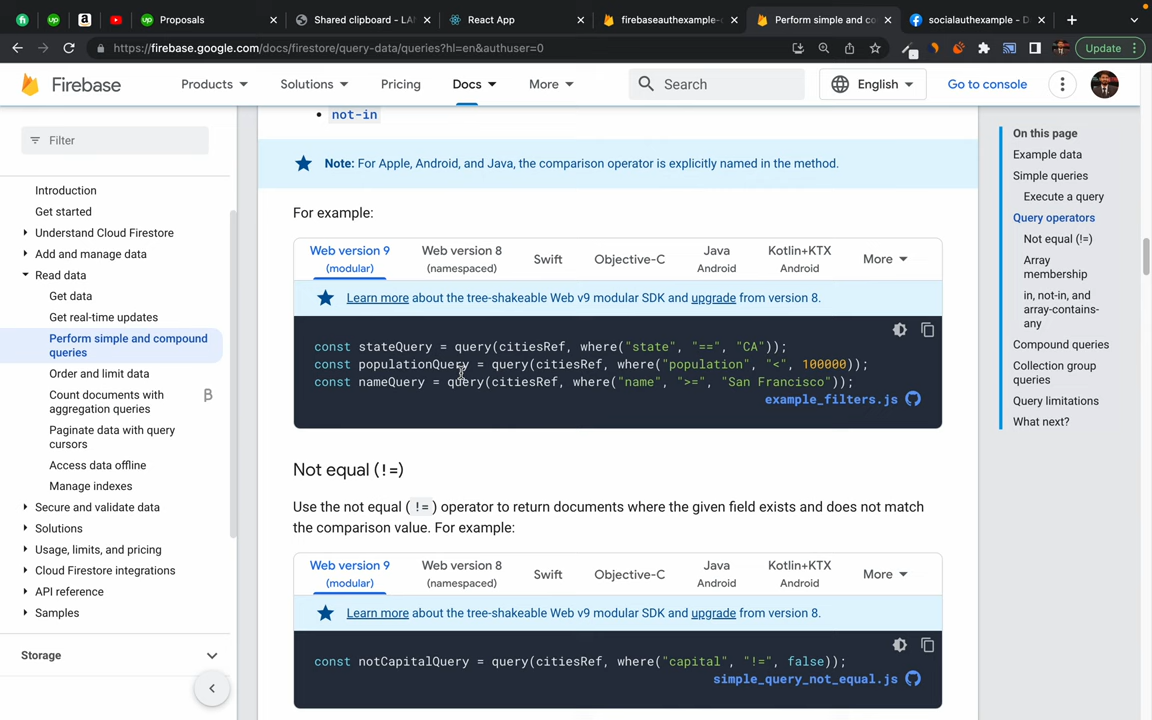 Proposals
Shared clipboard - LA
React App
firebaseauthexample-
Perform simple and co
socialauthexample - D
https://firebase.google.com/docs/firestore/query-data/queries?hl=en&authuser=0
Update
Firebase
Products
Solutions
Pricing
Docs
More
Search
English
Go to console
Filter
Introduction
Get started
Understand Cloud Firestore
Add and manage data
Read data
Get data
Get real-time updates
Perform simple and compound
queries
Order and limit data
Count documents with
aggregation queries
Paginate data with query
cursors
Access data offline
Manage indexes
Secure and validate data
Solutions
Usage, limits, and pricing
Cloud Firestore integrations
API reference
Samples
Storage
not-in
Note: For Apple, Android, and Java, the comparison operator is explicitly named in the method.
For example:
Web version 9
(modular)
Web version 8
(namespaced)
Swift
Objective-C
Java
Android
Kotlin+KTX
Android
More
Learn more about the tree-shakeable Web v9 modular SDK and upgrade from version 8.
const stateQuery = query(citiesRef, where("state", "==", "CA"));
const populationQuery = query(citiesRef, where("population", "<", 100000));
const nameQuery = query(citiesRef, where("name", ">=", "San Francisco"));
example_filters.js
Not equal (!=)
Use the not equal ( != ) operator to return documents where the given field exists and does not match
the comparison value. For example:
Web version 9
(modular)
Web version 8
(namespaced)
Swift
Objective-C
Java
Android
Kotlin+KTX
Android
More
Learn more about the tree-shakeable Web v9 modular SDK and upgrade from version 8.
const notCapitalQuery = query(citiesRef, where("capital", "!=", false));
simple_query_not_equal.js
On this page
Example data
Simple queries
Execute a query
Query operators
Not equal (!=)
Array
membership
in, not-in, and
array-contains-
any
Compound queries
Collection group
queries
Query limitations
What next?